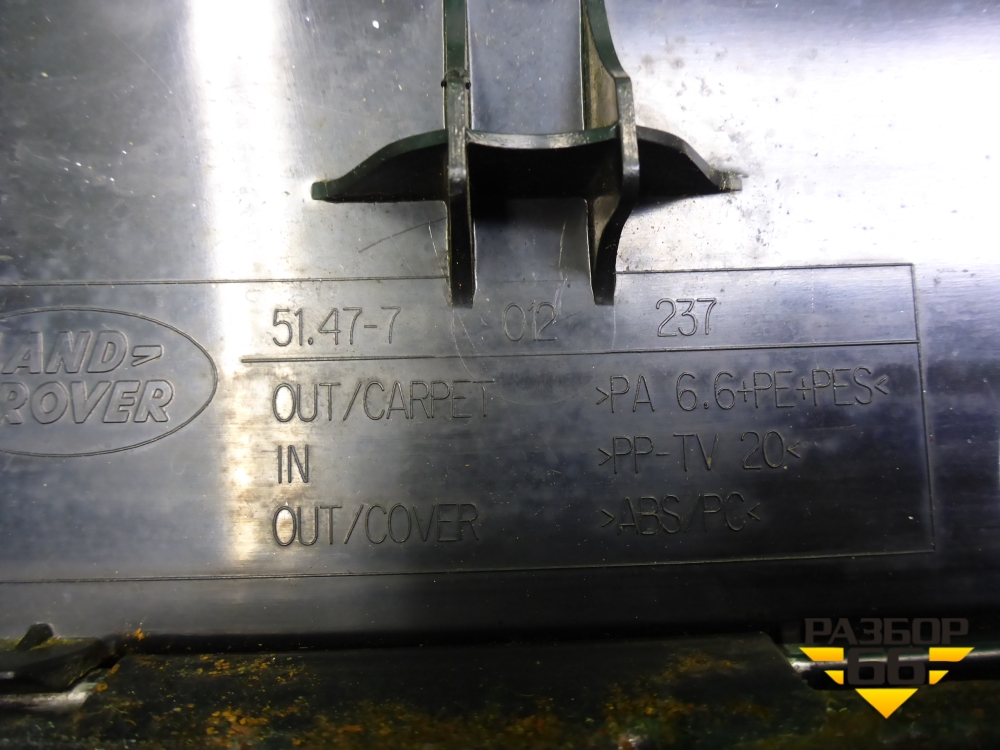 LAND-
ROVER
51.47-7 012 237
OUT/CARPET >PA 6.6+PE+PES<
IN >PP-TV 20<
OUT/COVER >ABS/PC<
РАЗБОР
66